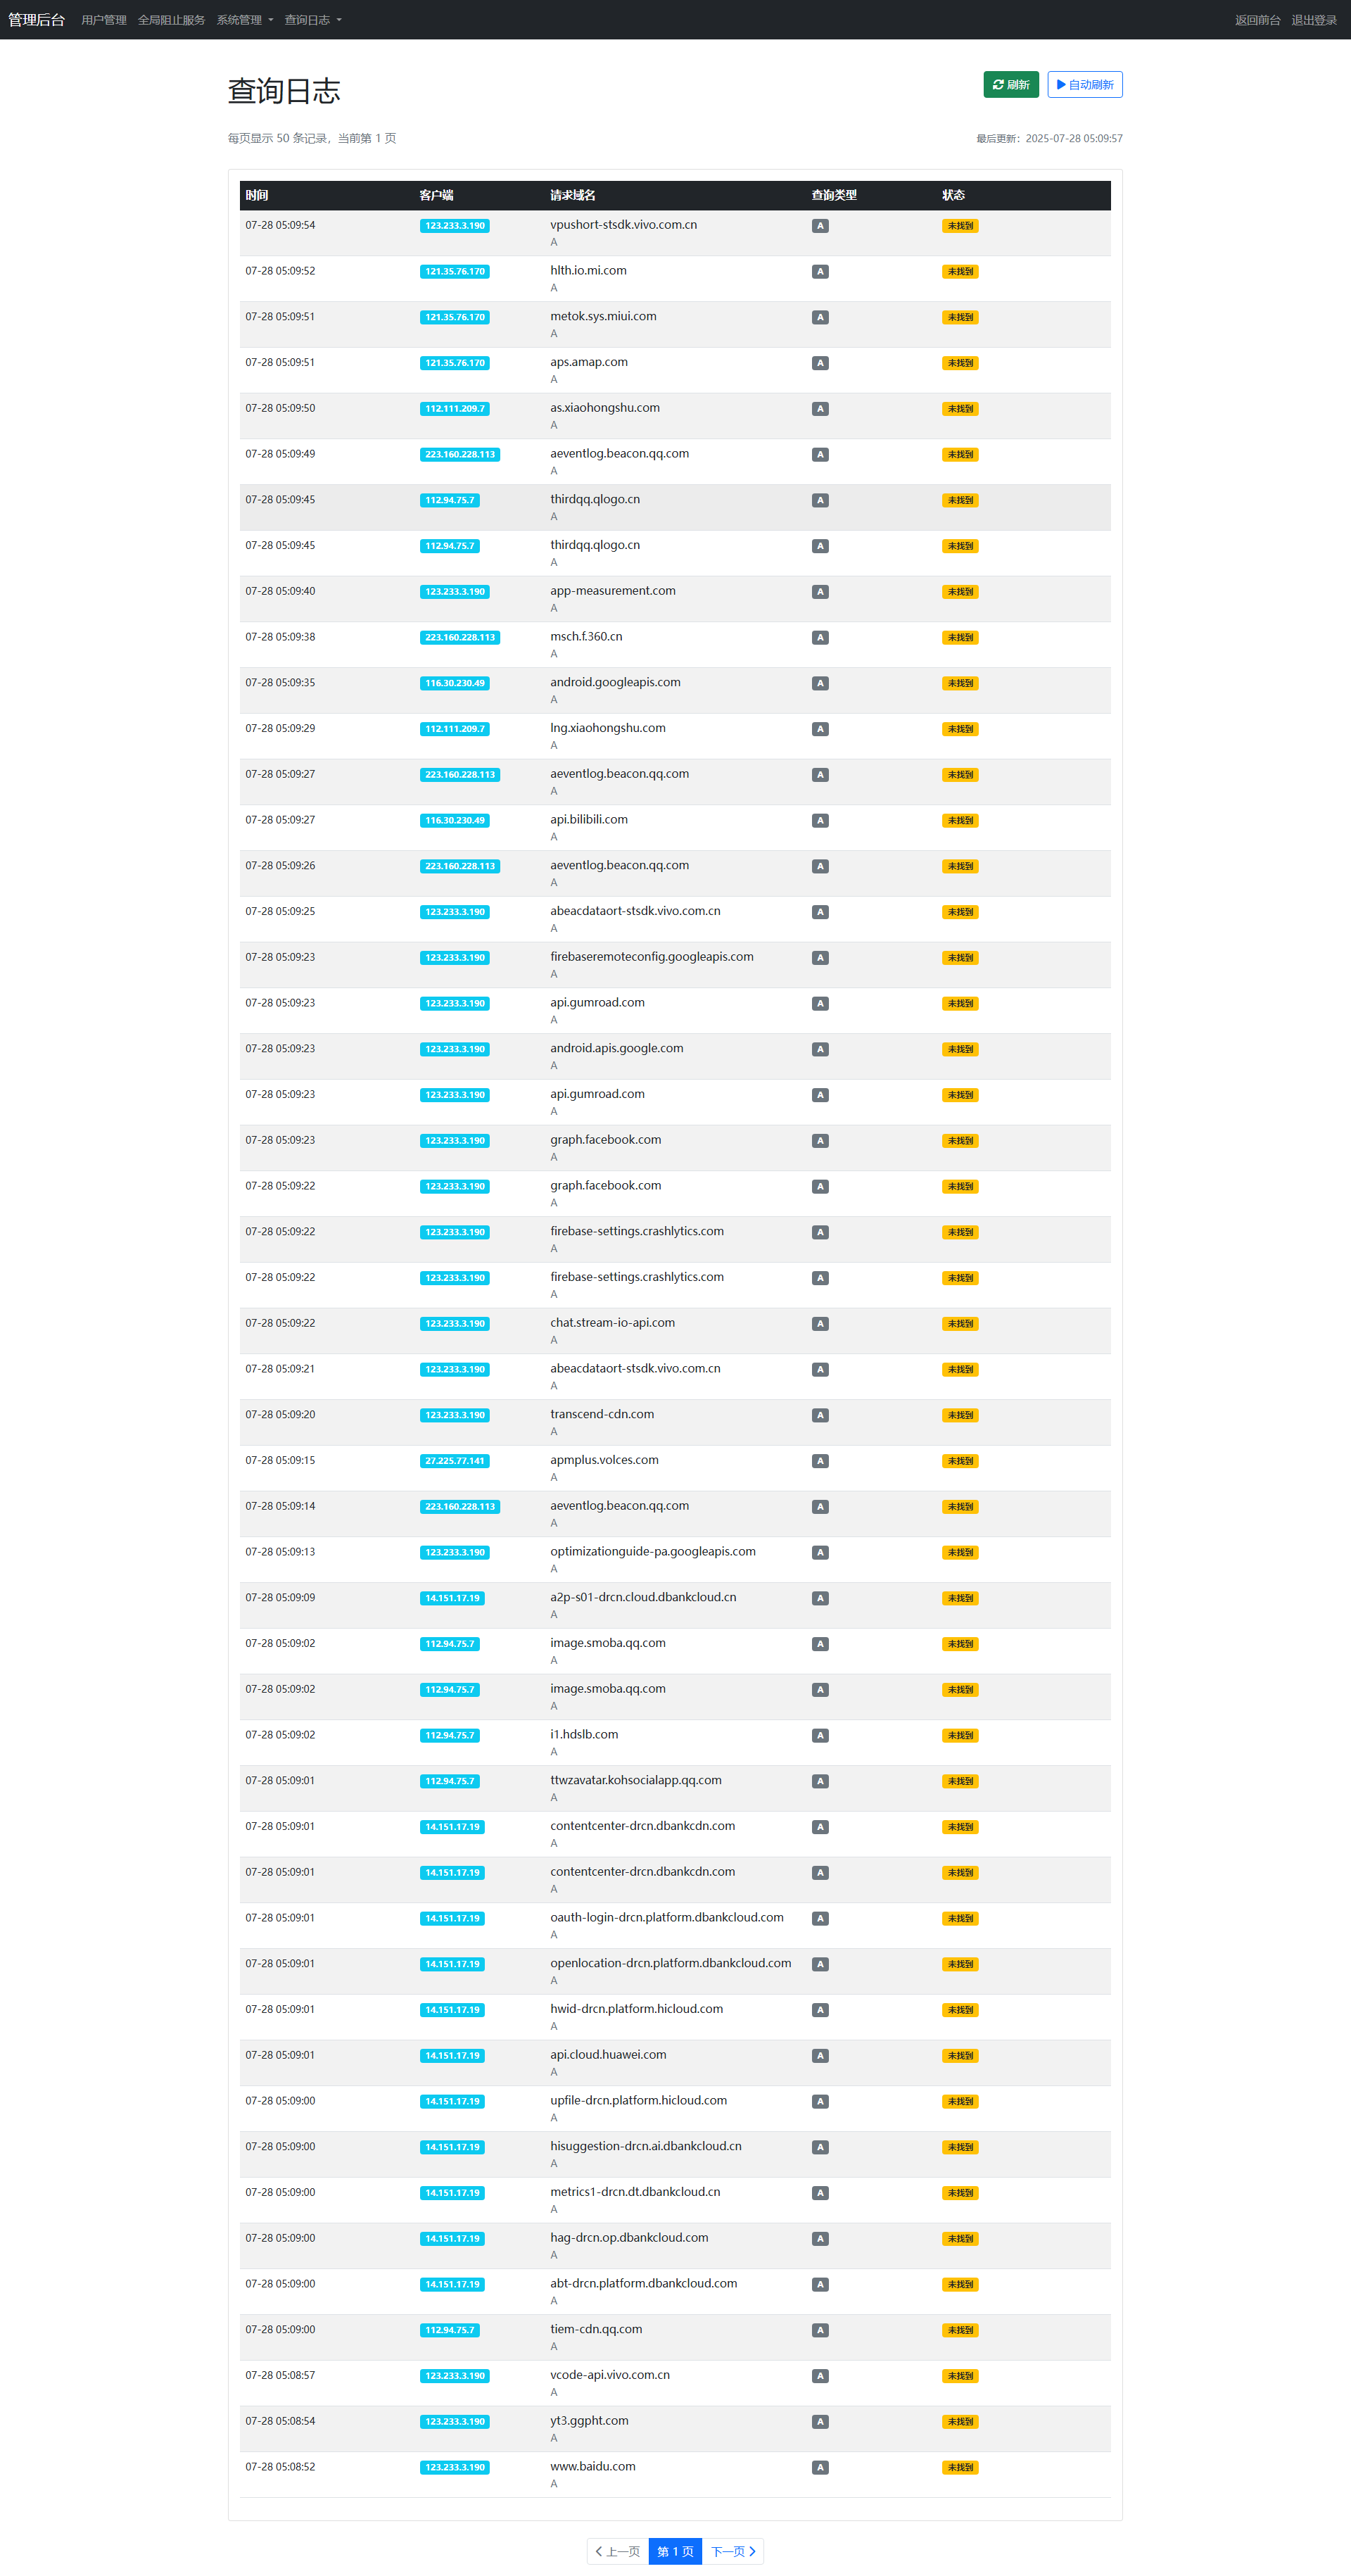 管理后台 用户管理 全局阻止服务 系统管理 查询日志 返回前台 退出登录
查询日志 刷新 自动刷新
每页显示 50 条记录，当前第 1 页 最后更新：2025-07-28 05:09:57
时间 客户端 请求域名 查询类型 状态
07-28 05:09:54 123.233.3.190 vpushort-stsdk.vivo.com.cn A 未找到
A
07-28 05:09:52 121.35.76.170 hlth.io.mi.com A 未找到
A
07-28 05:09:51 121.35.76.170 metok.sys.miui.com A 未找到
A
07-28 05:09:51 121.35.76.170 aps.amap.com A 未找到
A
07-28 05:09:50 112.111.209.7 as.xiaohongshu.com A 未找到
A
07-28 05:09:49 223.160.228.113 aeventlog.beacon.qq.com A 未找到
A
07-28 05:09:45 112.94.75.7 thirdqq.qlogo.cn A 未找到
A
07-28 05:09:45 112.94.75.7 thirdqq.qlogo.cn A 未找到
A
07-28 05:09:40 123.233.3.190 app-measurement.com A 未找到
A
07-28 05:09:38 223.160.228.113 msch.f.360.cn A 未找到
A
07-28 05:09:35 116.30.230.49 android.googleapis.com A 未找到
A
07-28 05:09:29 112.111.209.7 lng.xiaohongshu.com A 未找到
A
07-28 05:09:27 223.160.228.113 aeventlog.beacon.qq.com A 未找到
A
07-28 05:09:27 116.30.230.49 api.bilibili.com A 未找到
A
07-28 05:09:26 223.160.228.113 aeventlog.beacon.qq.com A 未找到
A
07-28 05:09:25 123.233.3.190 abeacdataort-stsdk.vivo.com.cn A 未找到
A
07-28 05:09:23 123.233.3.190 firebaseremoteconfig.googleapis.com A 未找到
A
07-28 05:09:23 123.233.3.190 api.gumroad.com A 未找到
A
07-28 05:09:23 123.233.3.190 android.apis.google.com A 未找到
A
07-28 05:09:23 123.233.3.190 api.gumroad.com A 未找到
A
07-28 05:09:23 123.233.3.190 graph.facebook.com A 未找到
A
07-28 05:09:22 123.233.3.190 graph.facebook.com A 未找到
A
07-28 05:09:22 123.233.3.190 firebase-settings.crashlytics.com A 未找到
A
07-28 05:09:22 123.233.3.190 firebase-settings.crashlytics.com A 未找到
A
07-28 05:09:22 123.233.3.190 chat.stream-io-api.com A 未找到
A
07-28 05:09:21 123.233.3.190 abeacdataort-stsdk.vivo.com.cn A 未找到
A
07-28 05:09:20 123.233.3.190 transcend-cdn.com A 未找到
A
07-28 05:09:15 27.225.77.141 apmplus.volces.com A 未找到
A
07-28 05:09:14 223.160.228.113 aeventlog.beacon.qq.com A 未找到
A
07-28 05:09:13 123.233.3.190 optimizationguide-pa.googleapis.com A 未找到
A
07-28 05:09:09 14.151.17.19 a2p-s01-drcn.cloud.dbankcloud.cn A 未找到
A
07-28 05:09:02 112.94.75.7 image.smoba.qq.com A 未找到
A
07-28 05:09:02 112.94.75.7 image.smoba.qq.com A 未找到
A
07-28 05:09:02 112.94.75.7 i1.hdslb.com A 未找到
A
07-28 05:09:01 112.94.75.7 ttwzavatar.kohsocialapp.qq.com A 未找到
A
07-28 05:09:01 14.151.17.19 contentcenter-drcn.dbankcdn.com A 未找到
A
07-28 05:09:01 14.151.17.19 contentcenter-drcn.dbankcdn.com A 未找到
A
07-28 05:09:01 14.151.17.19 oauth-login-drcn.platform.dbankcloud.com A 未找到
A
07-28 05:09:01 14.151.17.19 openlocation-drcn.platform.dbankcloud.com A 未找到
A
07-28 05:09:01 14.151.17.19 hwid-drcn.platform.hicloud.com A 未找到
A
07-28 05:09:01 14.151.17.19 api.cloud.huawei.com A 未找到
A
07-28 05:09:00 14.151.17.19 upfile-drcn.platform.hicloud.com A 未找到
A
07-28 05:09:00 14.151.17.19 hisuggestion-drcn.ai.dbankcloud.cn A 未找到
A
07-28 05:09:00 14.151.17.19 metrics1-drcn.dt.dbankcloud.cn A 未找到
A
07-28 05:09:00 14.151.17.19 hag-drcn.op.dbankcloud.com A 未找到
A
07-28 05:09:00 14.151.17.19 abt-drcn.platform.dbankcloud.com A 未找到
A
07-28 05:09:00 112.94.75.7 tiem-cdn.qq.com A 未找到
A
07-28 05:08:57 123.233.3.190 vcode-api.vivo.com.cn A 未找到
A
07-28 05:08:54 123.233.3.190 yt3.ggpht.com A 未找到
A
07-28 05:08:52 123.233.3.190 www.baidu.com A 未找到
A
上一页 第 1 页 下一页